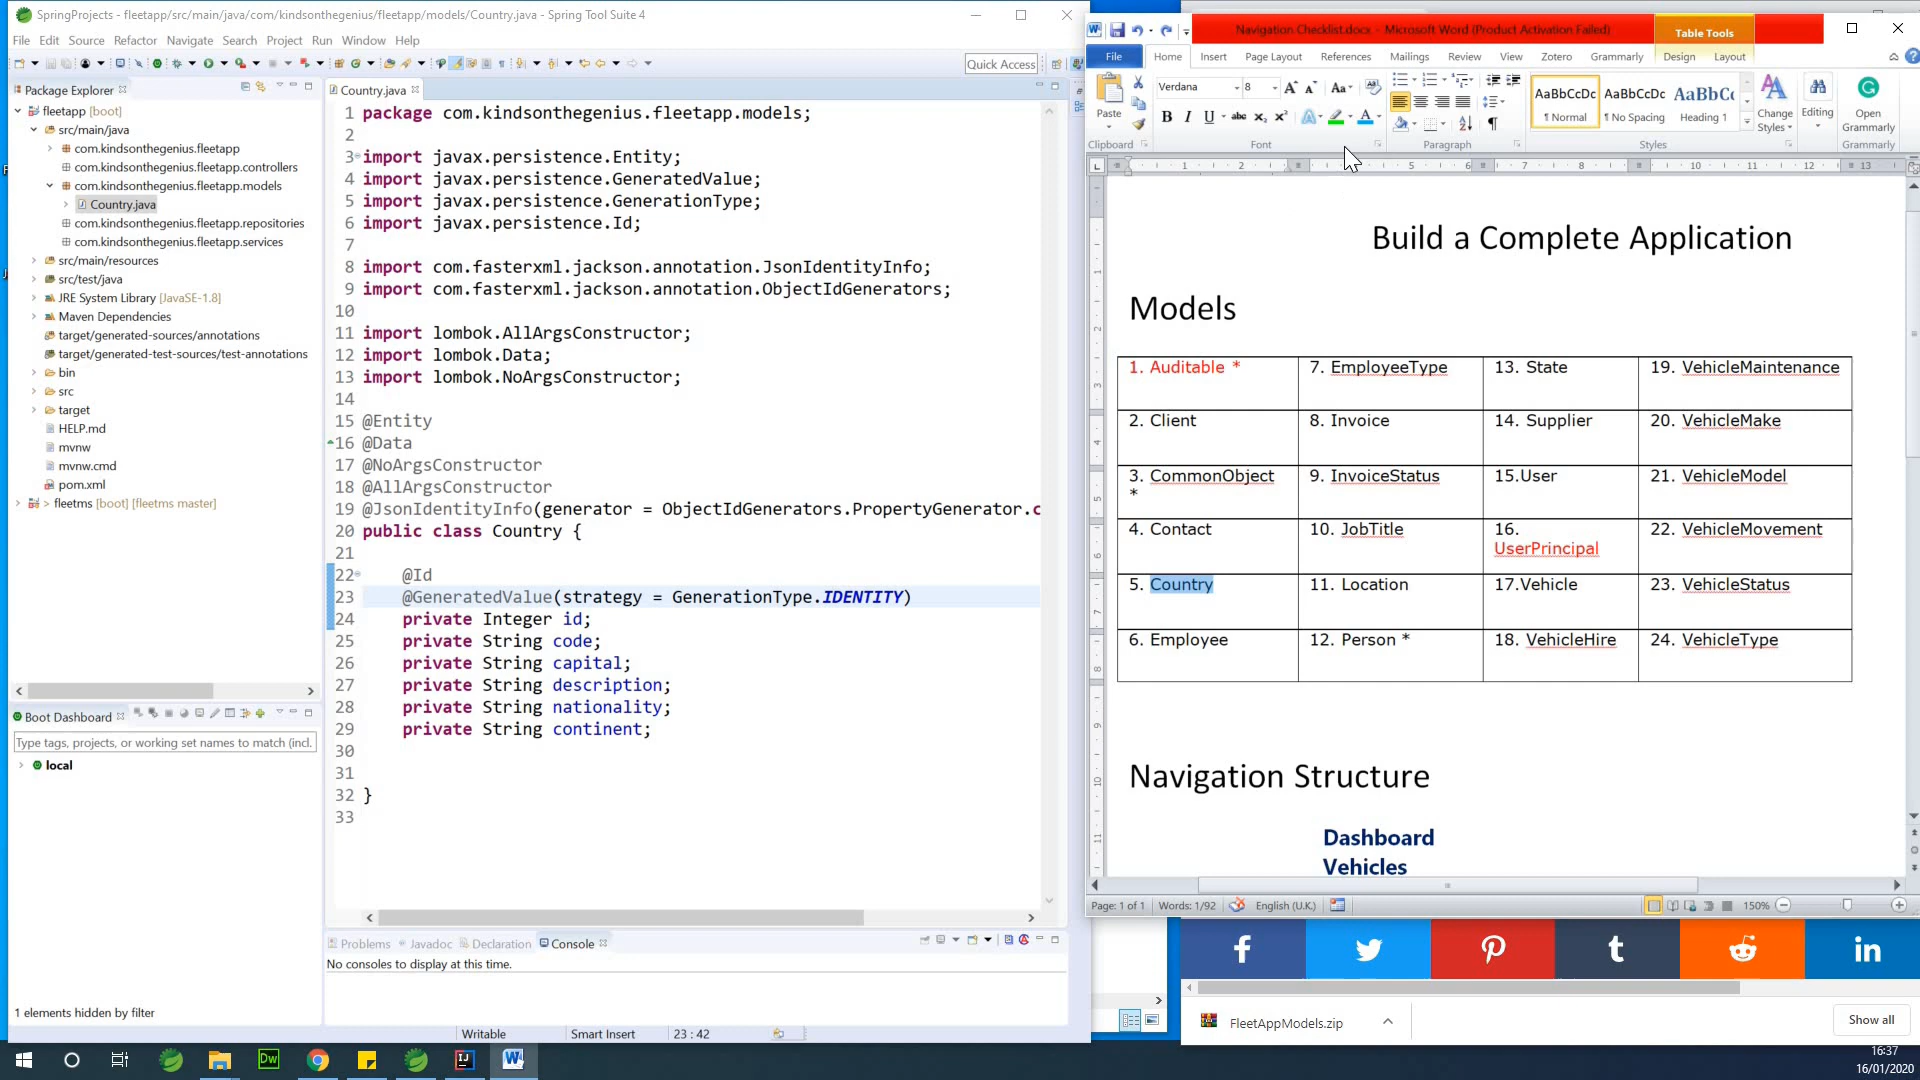 SpringProjects - fleetapp/src/main/java/com/kindsonthegenius/fleetapp/models/Country.java - Spring Tool Suite 4
File Edit Source Refactor Navigate Search Project Run Window Help
Quick Access
Package Explorer
fleetapp [boot]
src/main/java
com.kindsonthegenius.fleetapp
com.kindsonthegenius.fleetapp.controllers
com.kindsonthegenius.fleetapp.models
Country.java
com.kindsonthegenius.fleetapp.repositories
com.kindsonthegenius.fleetapp.services
src/main/resources
src/test/java
JRE System Library [JavaSE-1.8]
Maven Dependencies
target/generated-sources/annotations
target/generated-test-sources/test-annotations
bin
src
target
HELP.md
mvnw
mvnw.cmd
pom.xml
> fleetms [boot] [fleetms master]
Boot Dashboard
Type tags, projects, or working set names to match (incl.
local
1 elements hidden by filter
Country.java
1 package com.kindsonthegenius.fleetapp.models;
2
3 import javax.persistence.Entity;
4 import javax.persistence.GeneratedValue;
5 import javax.persistence.GenerationType;
6 import javax.persistence.Id;
7
8 import com.fasterxml.jackson.annotation.JsonIdentityInfo;
9 import com.fasterxml.jackson.annotation.ObjectIdGenerators;
10
11 import lombok.AllArgsConstructor;
12 import lombok.Data;
13 import lombok.NoArgsConstructor;
14
15 @Entity
16 @Data
17 @NoArgsConstructor
18 @AllArgsConstructor
19 @JsonIdentityInfo(generator = ObjectIdGenerators.PropertyGenerator.c
20 public class Country {
21
22 @Id
23 @GeneratedValue(strategy = GenerationType.IDENTITY)
24 private Integer id;
25 private String code;
26 private String capital;
27 private String description;
28 private String nationality;
29 private String continent;
30
31
32 }
33
Problems Javadoc Declaration Console
No consoles to display at this time.
Writable Smart Insert 23 : 42
Navigation Checklist.docx - Microsoft Word (Product Activation Failed)
Table Tools
File Home Insert Page Layout References Mailings Review View Zotero Grammarly Design Layout
Paste
Clipboard
Verdana 8
Font
Paragraph
AaBbCcDc AaBbCcDc AaBbCc
¶ Normal ¶ No Spacing Heading 1
Change Styles
Styles
Editing
Open Grammarly
Grammarly
Build a Complete Application
Models
1. Auditable * 7. EmployeeType 13. State 19. VehicleMaintenance
2. Client 8. Invoice 14. Supplier 20. VehicleMake
3. CommonObject * 9. InvoiceStatus 15.User 21. VehicleModel
4. Contact 10. JobTitle 16. UserPrincipal 22. VehicleMovement
5. Country 11. Location 17.Vehicle 23. VehicleStatus
6. Employee 12. Person * 18. VehicleHire 24. VehicleType
Navigation Structure
Dashboard
Vehicles
Page: 1 of 1 Words: 1/92 English (U.K.) 150%
FleetAppModels.zip
Show all
16:37
16/01/2020